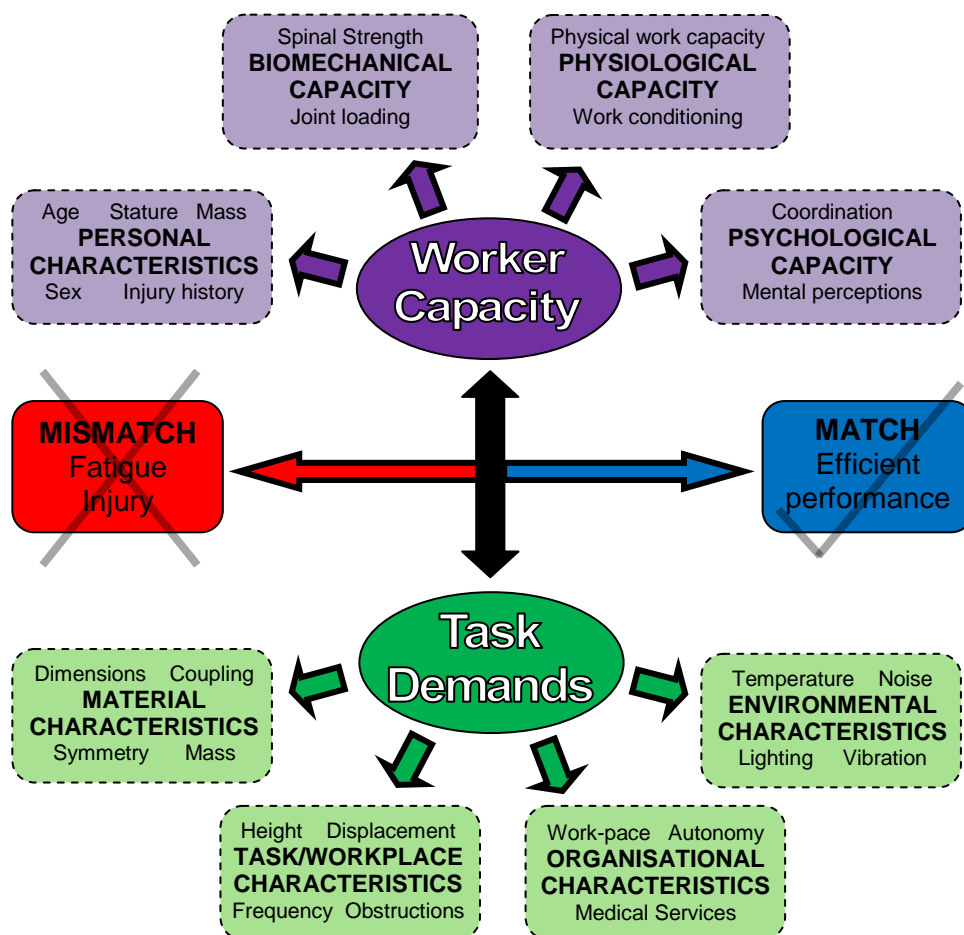 Spinal Strength
BIOMECHANICAL
CAPACITY
Joint loading
Physical work capacity
PHYSIOLOGICAL
CAPACITY
Work conditioning
Age Stature Mass
PERSONAL
CHARACTERISTICS
Sex Injury history
Worker
Capacity
Coordination
PSYCHOLOGICAL
CAPACITY
Mental perceptions
MISMATCH
Fatigue
Injury
MATCH
Efficient
performance
Task
Demands
Dimensions Coupling
MATERIAL
CHARACTERISTICS
Symmetry Mass
Temperature Noise
ENVIRONMENTAL
CHARACTERISTICS
Lighting Vibration
Height Displacement
TASK/WORKPLACE
CHARACTERISTICS
Frequency Obstructions
Work-pace Autonomy
ORGANISATIONAL
CHARACTERISTICS
Medical Services